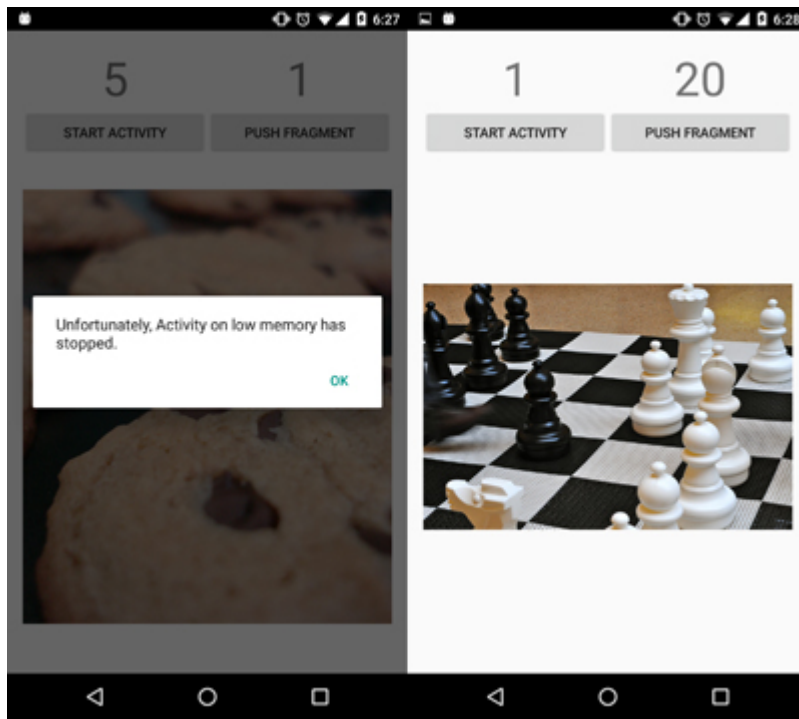 6:27
5 1
START ACTIVITY PUSH FRAGMENT
Unfortunately, Activity on low memory has
stopped.
OK
6:28
1 20
START ACTIVITY PUSH FRAGMENT